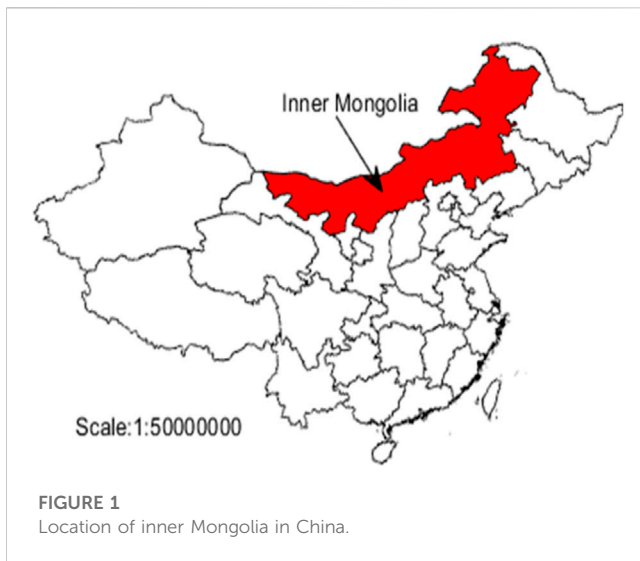 Inner Mongolia
Scale:1:50000000
FIGURE 1
Location of inner Mongolia in China.